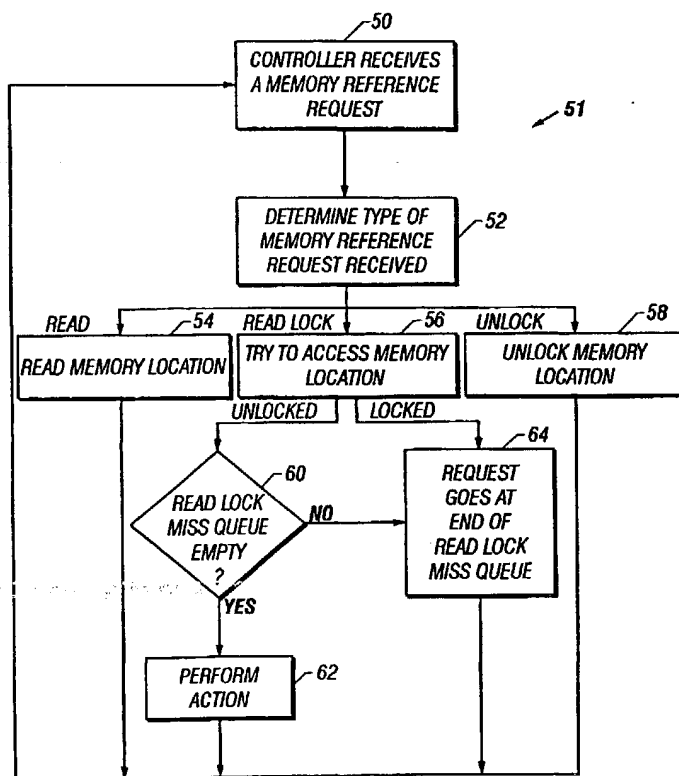 50
CONTROLLER RECEIVES
A MEMORY REFERENCE
REQUEST
51
DETERMINE TYPE OF
MEMORY REFERENCE
REQUEST RECEIVED
52
READ
54
READ LOCK
56
UNLOCK
58
READ MEMORY LOCATION
TRY TO ACCESS MEMORY
LOCATION
UNLOCK MEMORY
LOCATION
UNLOCKED
LOCKED
60
READ LOCK
MISS QUEUE
EMPTY
?
NO
YES
64
REQUEST
GOES AT
END OF
READ LOCK
MISS QUEUE
PERFORM
ACTION
62